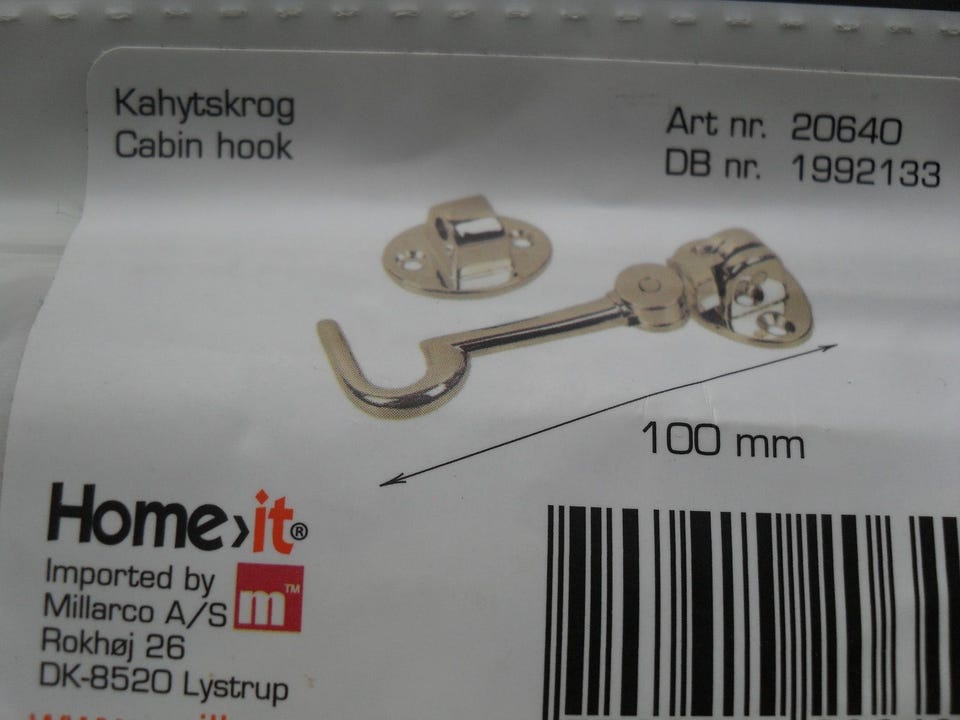 Kahytskrog
Cabin hook
Art nr. 20640
DB nr. 1992133
100 mm
Home›it®
Imported by
Millarco A/S
m™
Rokhøj 26
DK-8520 Lystrup